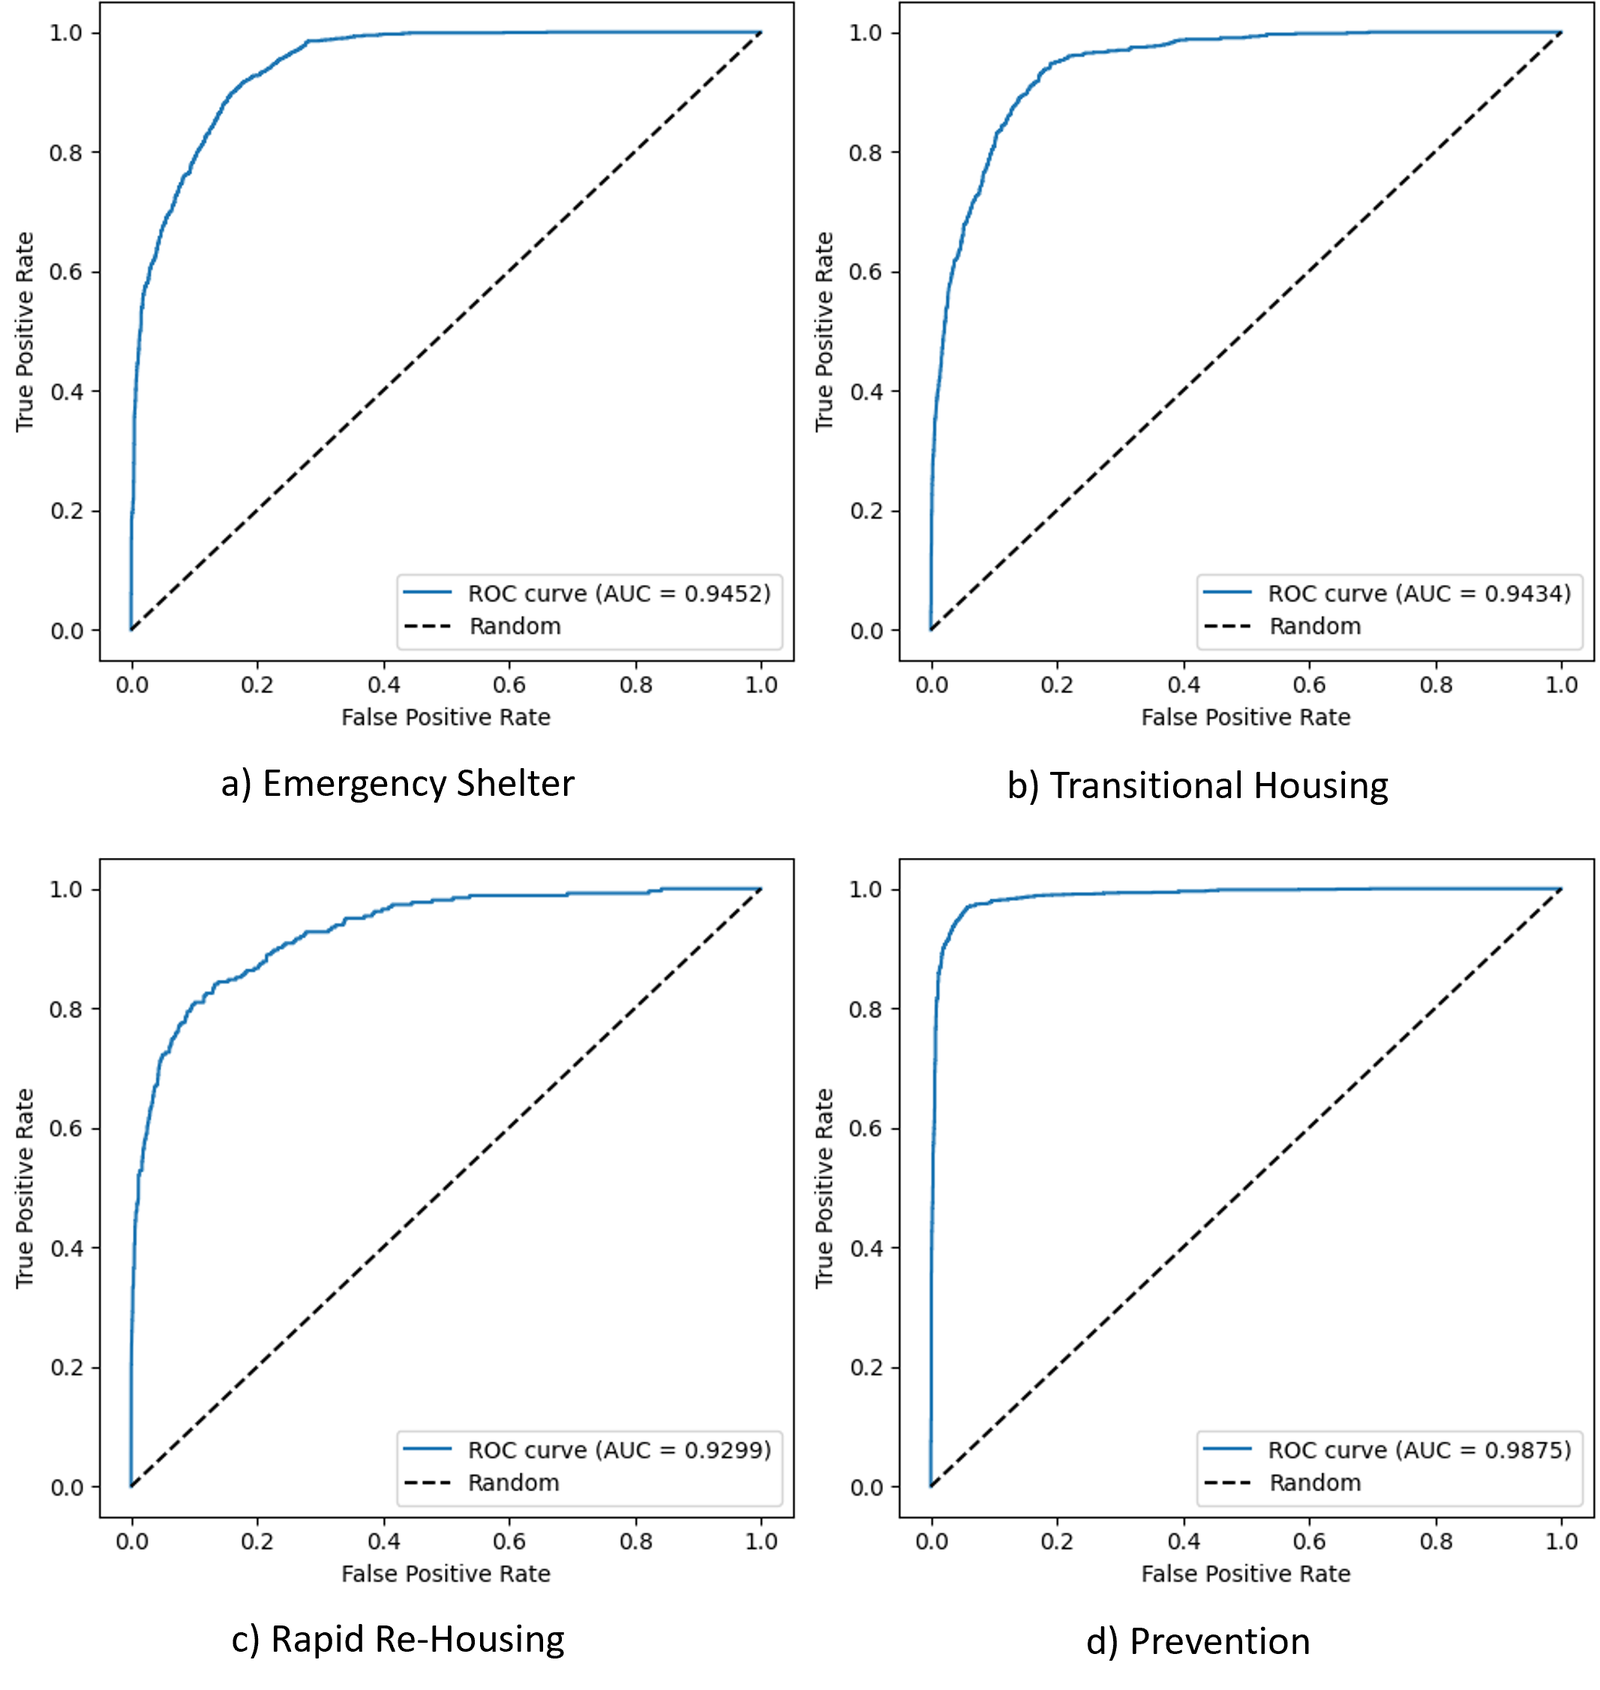 1.0
0.8
0.6
0.4
0.2
0.0
True Positive Rate
ROC curve (AUC = 0.9452)
Random
0.0 0.2 0.4 0.6 0.8 1.0
False Positive Rate
a) Emergency Shelter
1.0
0.8
0.6
0.4
0.2
0.0
True Positive Rate
ROC curve (AUC = 0.9434)
Random
0.0 0.2 0.4 0.6 0.8 1.0
False Positive Rate
b) Transitional Housing
1.0
0.8
0.6
0.4
0.2
0.0
True Positive Rate
ROC curve (AUC = 0.9299)
Random
0.0 0.2 0.4 0.6 0.8 1.0
False Positive Rate
c) Rapid Re-Housing
1.0
0.8
0.6
0.4
0.2
0.0
True Positive Rate
ROC curve (AUC = 0.9875)
Random
0.0 0.2 0.4 0.6 0.8 1.0
False Positive Rate
d) Prevention